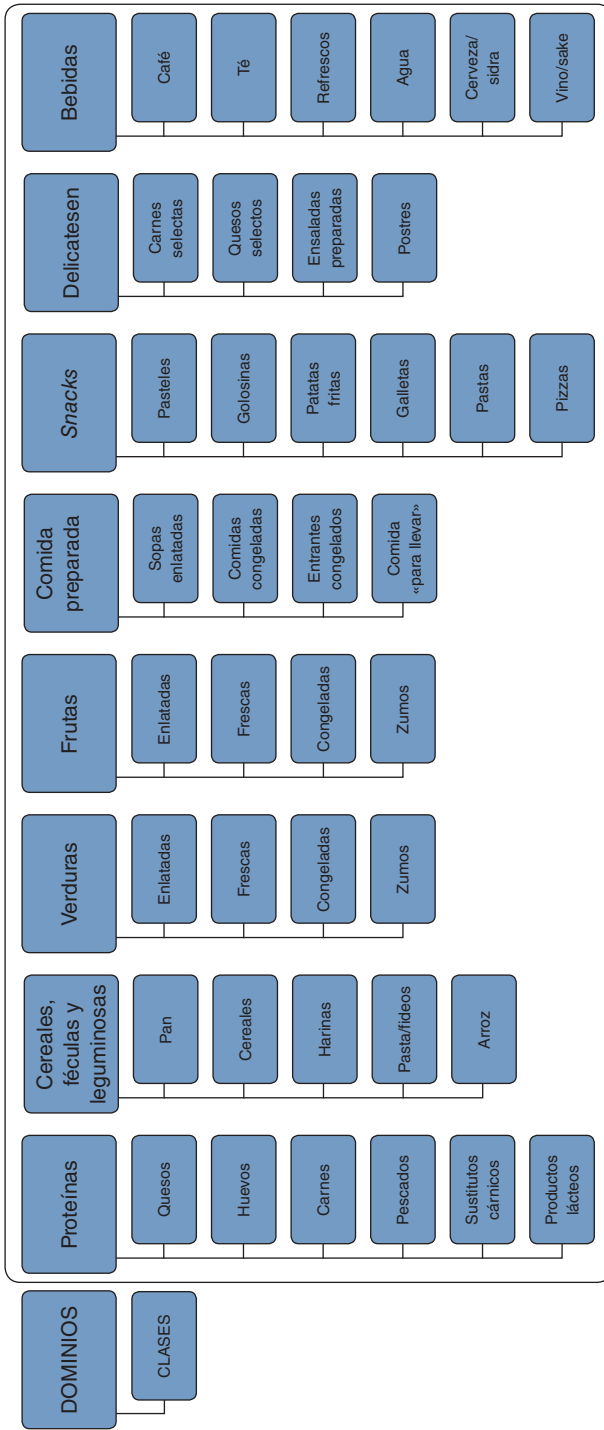 DOMINIOS
CLASES
Proteínas
Quesos
Huevos
Carnes
Pescados
Sustitutos
cárnicos
Productos
lácteos
Cereales,
féculas y
leguminosas
Pan
Cereales
Harinas
Pasta/fideos
Arroz
Verduras
Enlatadas
Frescas
Congeladas
Zumos
Frutas
Enlatadas
Frescas
Congeladas
Zumos
Comida
preparada
Sopas
enlatadas
Comidas
congeladas
Entrantes
congelados
Comida
«para llevar»
Snacks
Pasteles
Golosinas
Patatas
fritas
Galletas
Pastas
Pizzas
Delicatesen
Carnes
selectas
Quesos
selectos
Ensaladas
preparadas
Postres
Bebidas
Café
Té
Refrescos
Agua
Cerveza/
sidra
Vino/sake